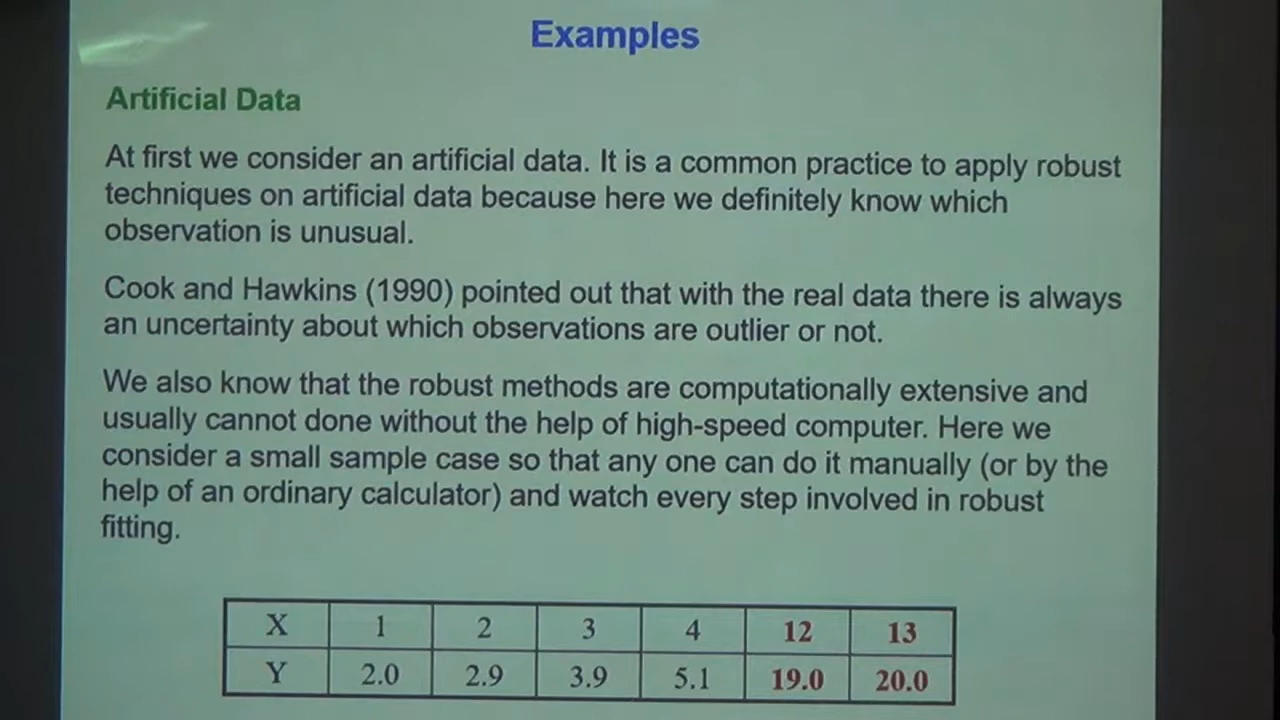 Examples
Artificial Data
At first we consider an artificial data. It is a common practice to apply robust
techniques on artificial data because here we definitely know which
observation is unusual.
Cook and Hawkins (1990) pointed out that with the real data there is always
an uncertainty about which observations are outlier or not.
We also know that the robust methods are computationally extensive and
usually cannot done without the help of high-speed computer. Here we
consider a small sample case so that any one can do it manually (or by the
help of an ordinary calculator) and watch every step involved in robust
fitting.
X 1 2 3 4 12 13
Y 2.0 2.9 3.9 5.1 19.0 20.0